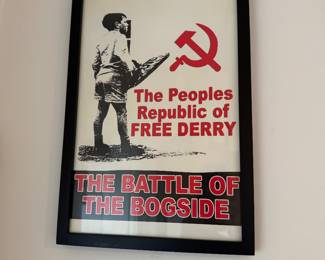 The Peoples
Republic of
FREE DERRY
THE BATTLE OF
THE BOGSIDE